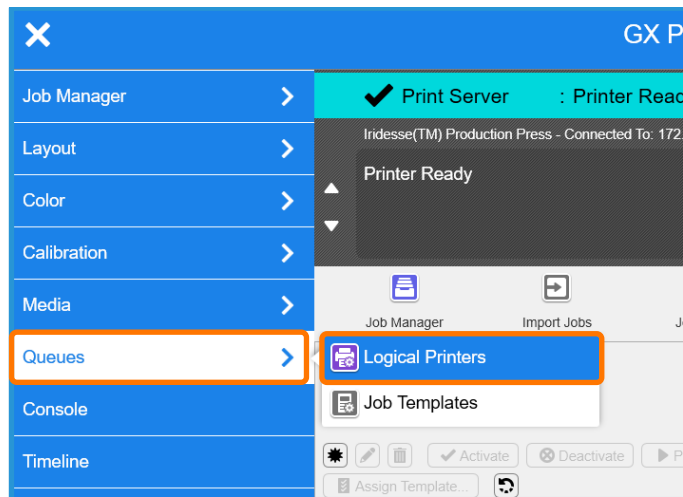 GX P
Job Manager
Layout
Color
Calibration
Media
Queues
Console
Timeline
Print Server : Printer Read
Iridesse(TM) Production Press - Connected To: 172.
Printer Ready
Job Manager Import Jobs J
Logical Printers
Job Templates
Activate Deactivate P
Assign Template...